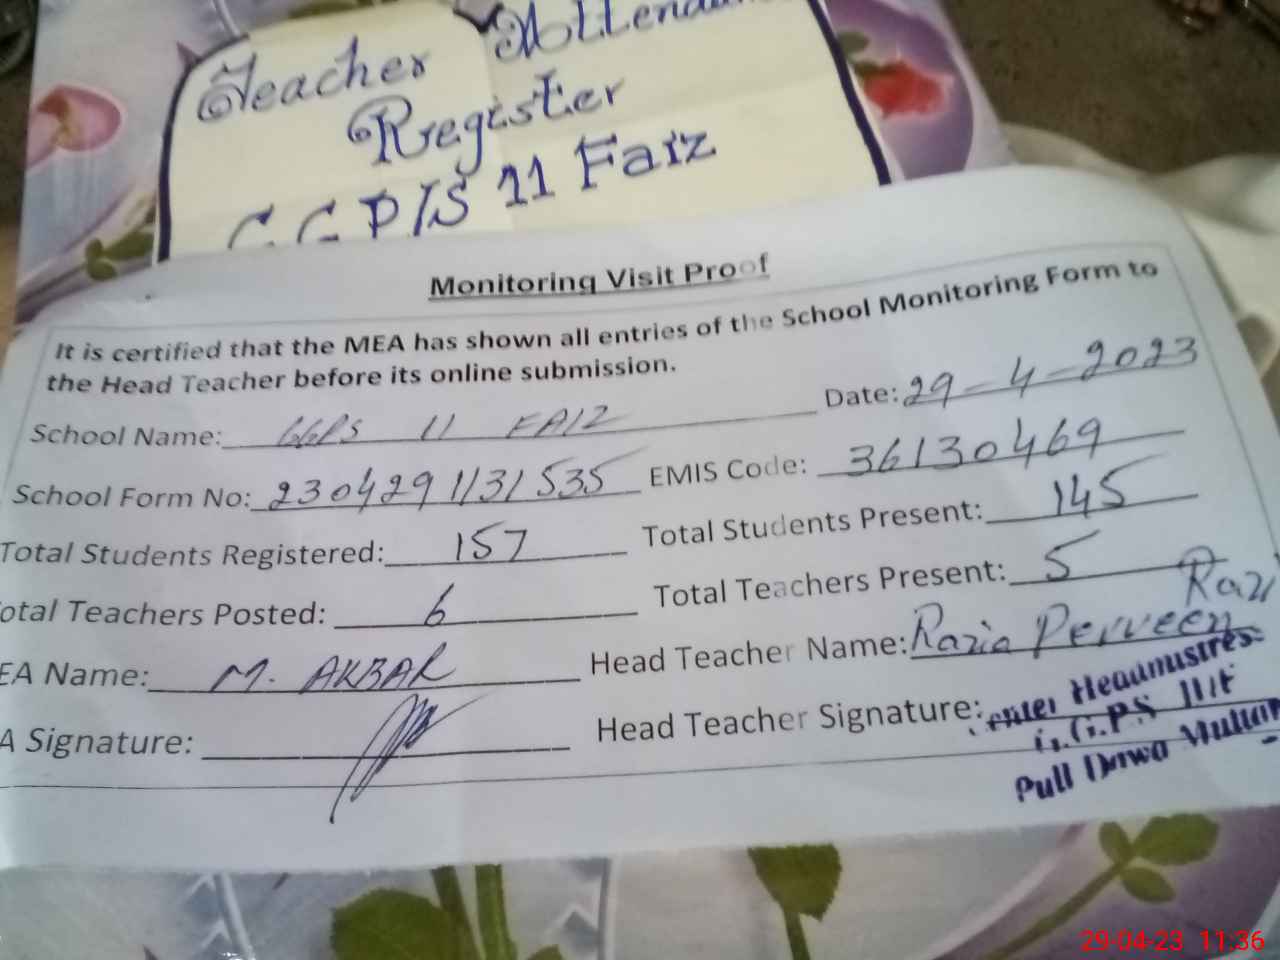 Teacher
Register
G G P/S 11 Faiz
Monitoring Visit Proof
It is certified that the MEA has shown all entries of the School Monitoring Form to
the Head Teacher before its online submission.
School Name: GGPS 11 FAIZ Date: 29-4-2023
School Form No: 230429 1131535 EMIS Code: 36130469
Total Students Registered: 157 Total Students Present: 145
Total Teachers Posted: 6 Total Teachers Present: 5
Name: M. AKBAR Head Teacher Name: Razia Perveen
Signature: Head Teacher Signature:
Headmistress
G.G.P.S 11/F
Pull
29-04-23 11:36